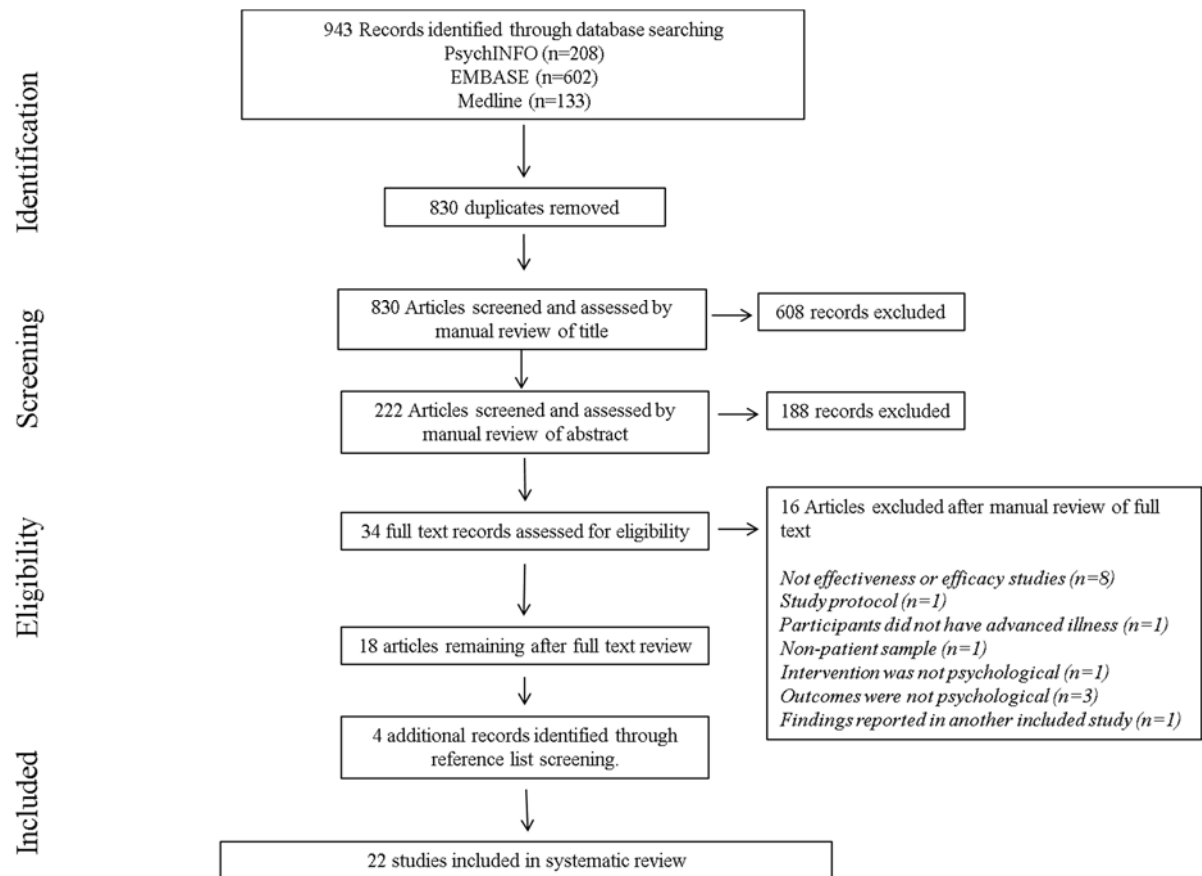 943 Records identified through database searching
PsychINFO (n=208)
EMBASE (n=602)
Medline (n=133)
Identification
830 duplicates removed
Screening
830 Articles screened and assessed by
manual review of title
608 records excluded
222 Articles screened and assessed by
manual review of abstract
188 records excluded
Eligibility
34 full text records assessed for eligibility
16 Articles excluded after manual review of full
text
Not effectiveness or efficacy studies (n=8)
Study protocol (n=1)
Participants did not have advanced illness (n=1)
Non-patient sample (n=1)
Intervention was not psychological (n=1)
Outcomes were not psychological (n=3)
Findings reported in another included study (n=1)
18 articles remaining after full text review
Included
4 additional records identified through
reference list screening.
22 studies included in systematic review